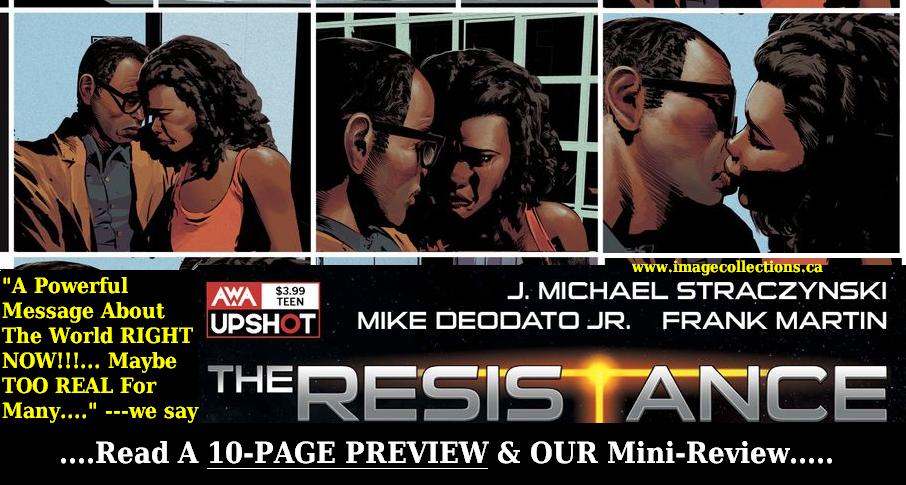 www.imagecollections.ca
"A Powerful
Message About
The World RIGHT
NOW!!!... Maybe
TOO REAL For
Many...." ---we say
AWA
$3.99
TEEN
UPSHOT
J. MICHAEL STRACZYNSKI
MIKE DEODATO JR. FRANK MARTIN
THE RESISTANCE
....Read A 10-PAGE PREVIEW & OUR Mini-Review.....